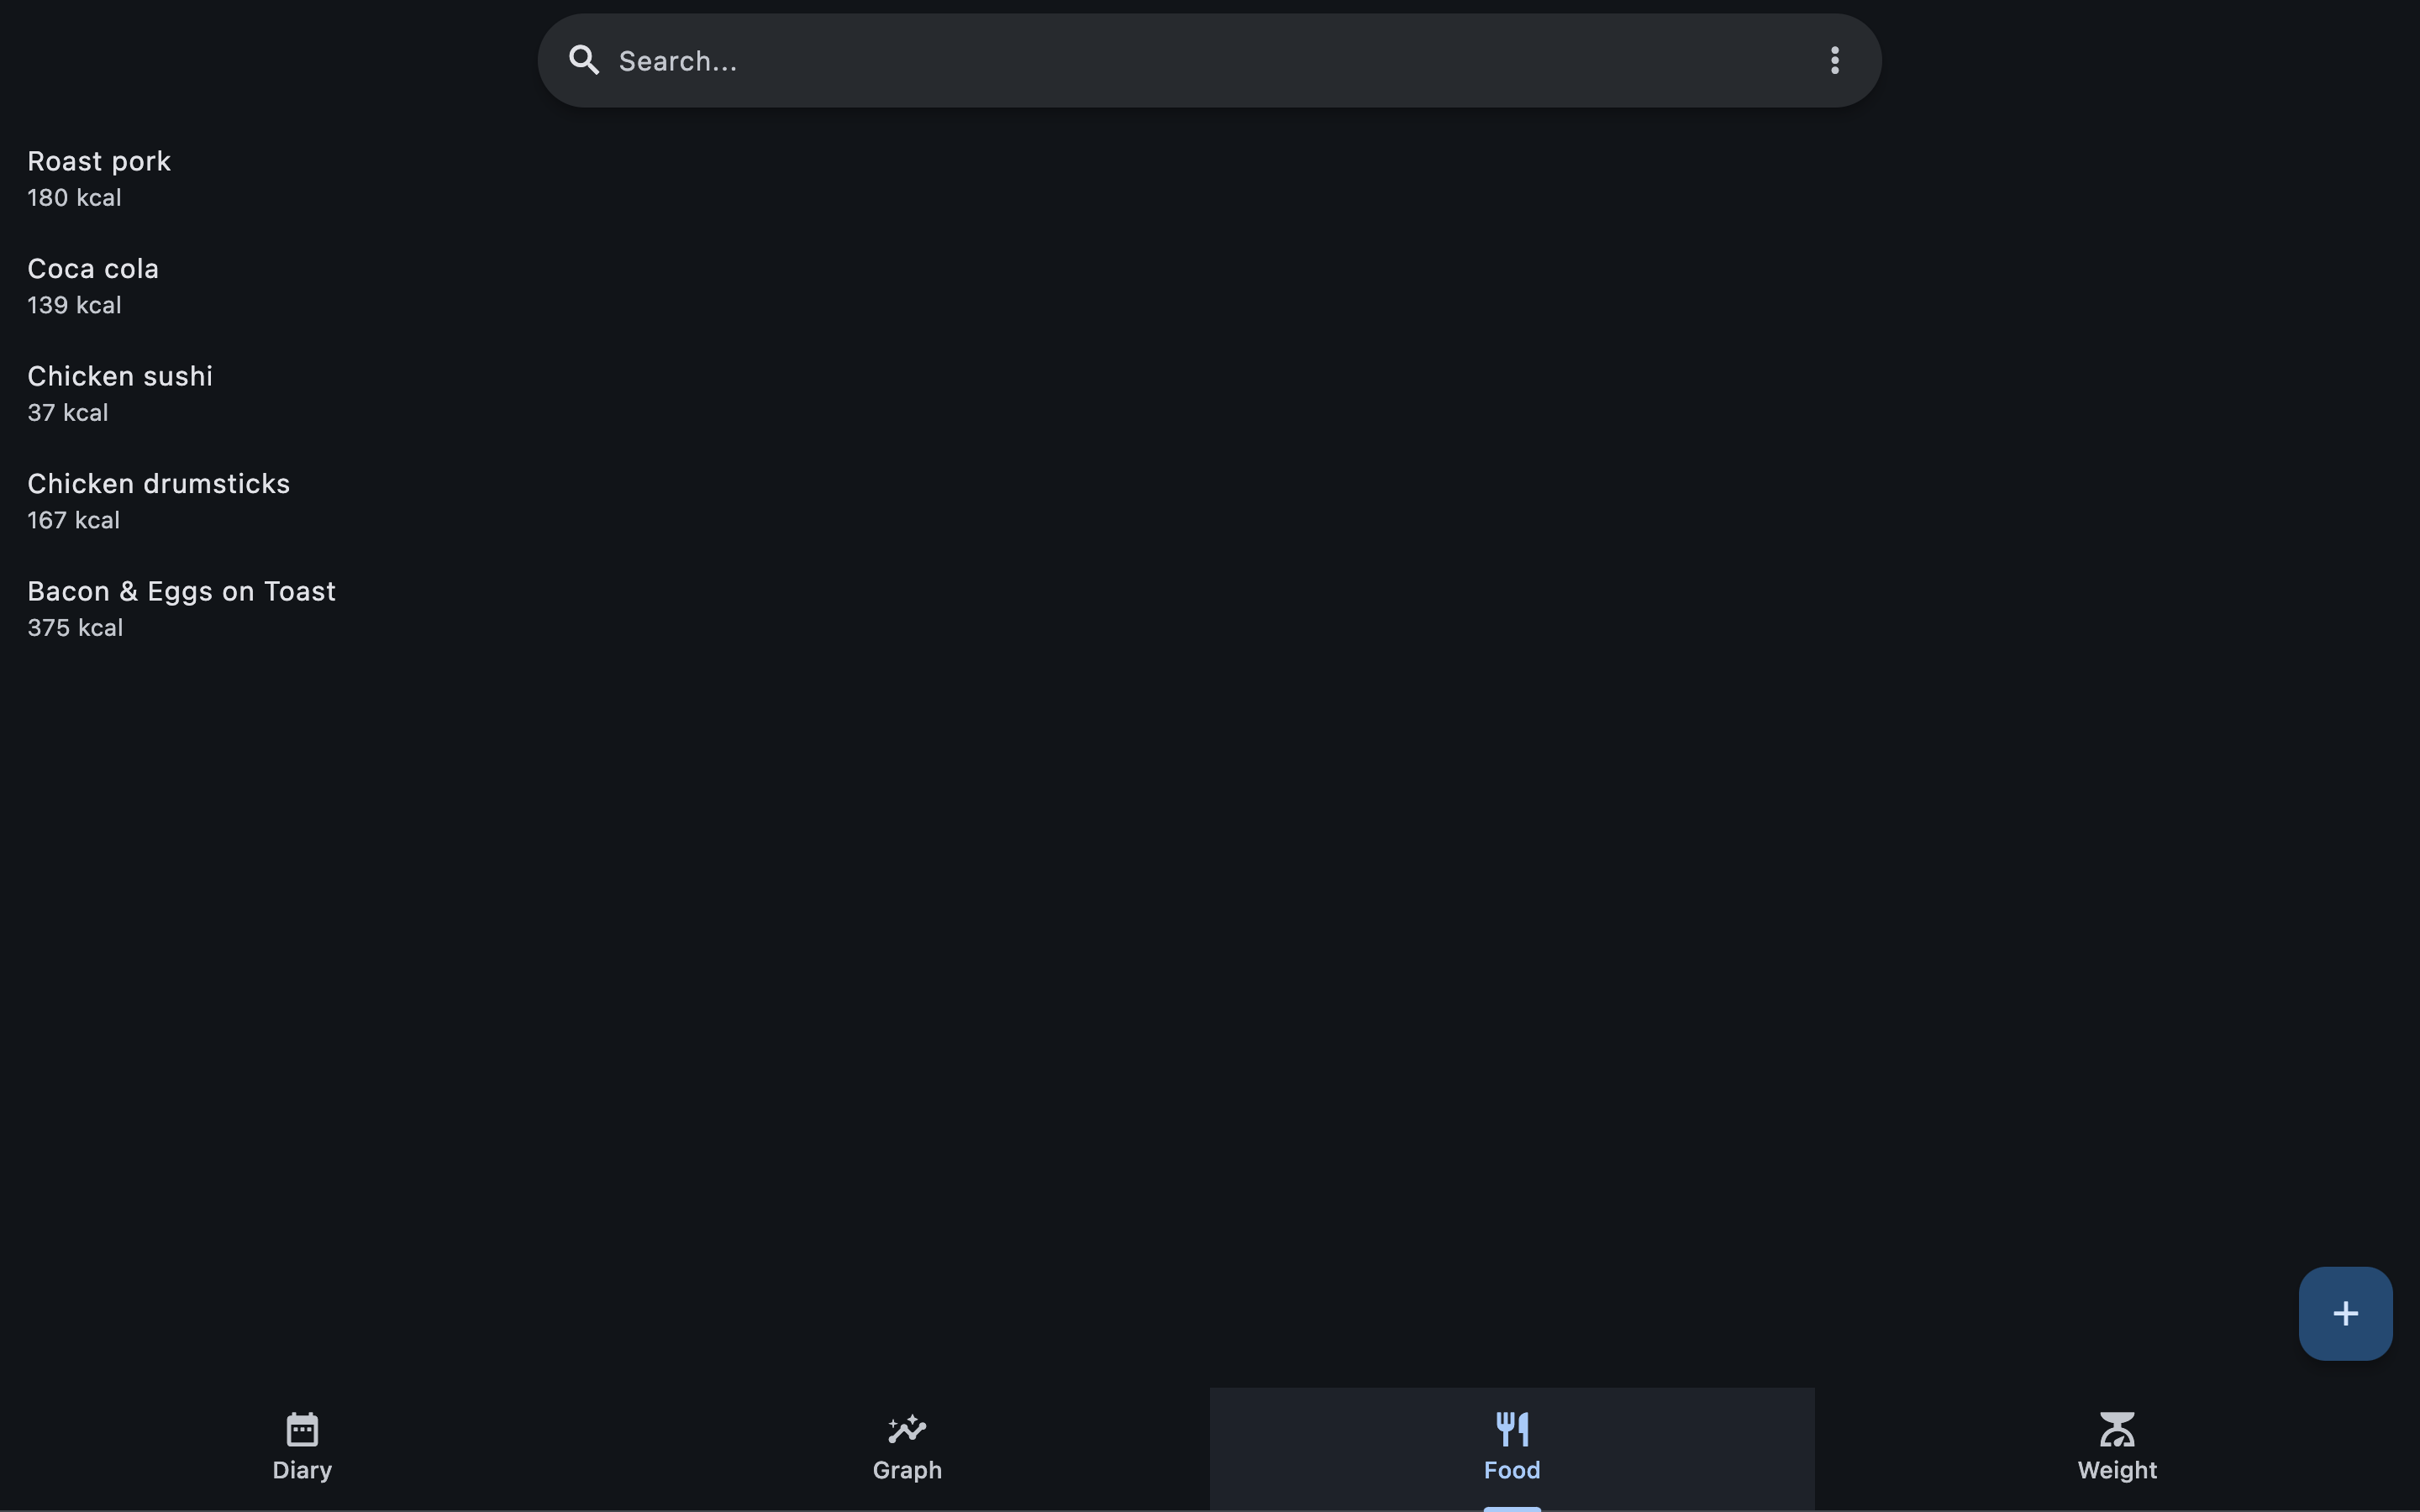 Search...
Roast pork
180 kcal
Coca cola
139 kcal
Chicken sushi
37 kcal
Chicken drumsticks
167 kcal
Bacon & Eggs on Toast
375 kcal
Diary
Graph
Food
Weight